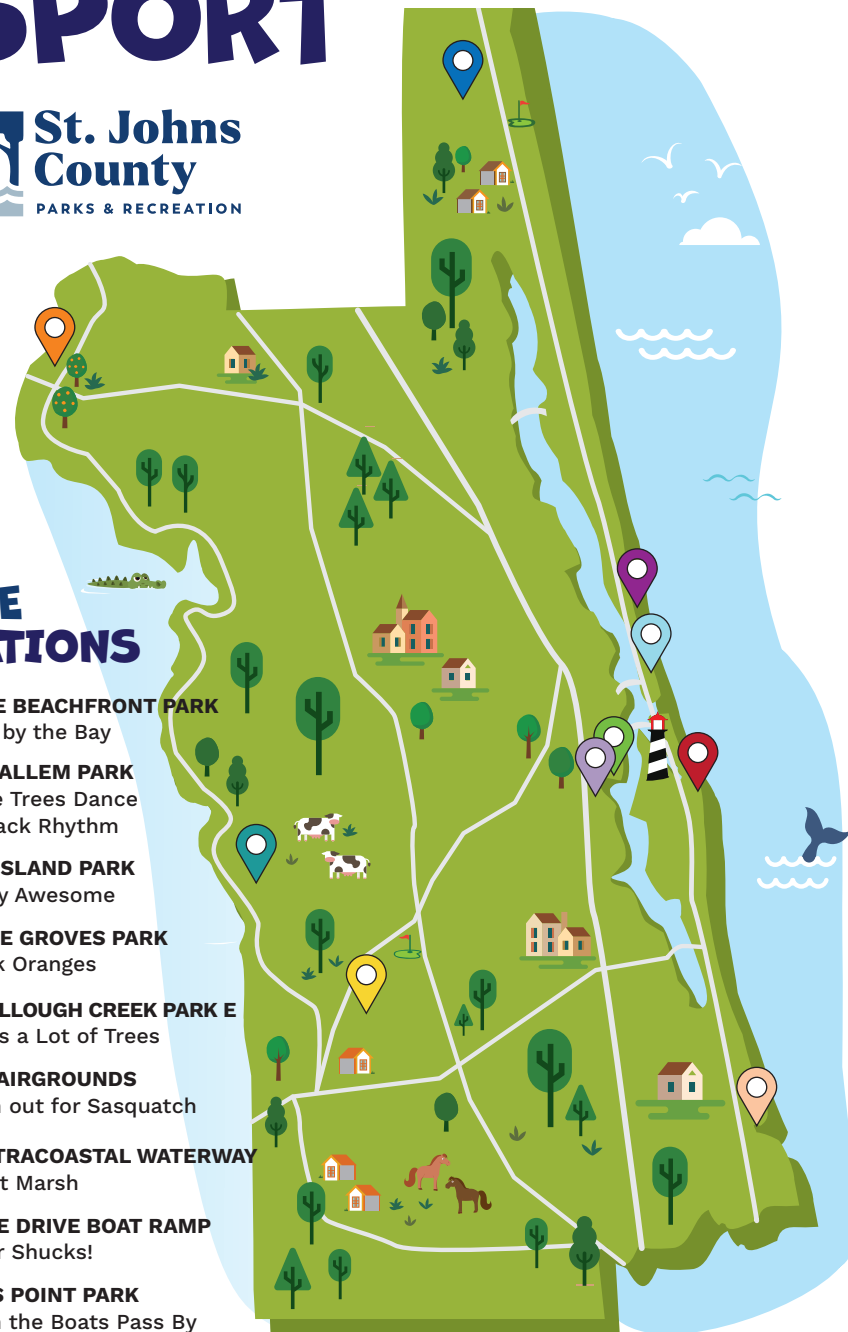 SPORT
St. Johns
County
PARKS & RECREATION
E
ATIONS
E BEACHFRONT PARK
by the Bay
ALLEM PARK
e Trees Dance
ack Rhythm
SLAND PARK
y Awesome
E GROVES PARK
k Oranges
LLOUGH CREEK PARK E
s a Lot of Trees
AIRGROUNDS
h out for Sasquatch
TRACOASTAL WATERWAY
t Marsh
E DRIVE BOAT RAMP
r Shucks!
S POINT PARK
h the Boats Pass By